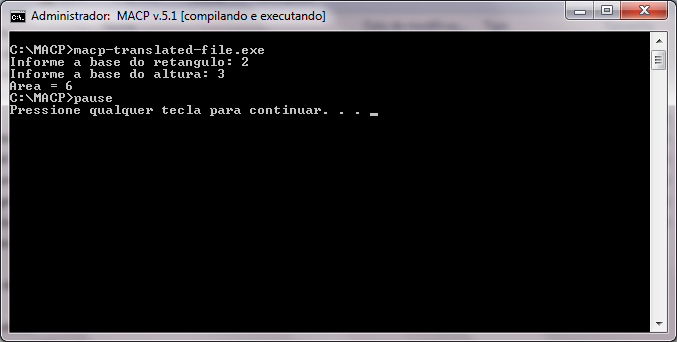 Administrador: MACP v.5.1 [compilando e executando]
C:\MACP>macp-translated-file.exe
Informe a base do retangulo: 2
Informe a base do altura: 3
Area = 6
C:\MACP>pause
Pressione qualquer tecla para continuar. . . _